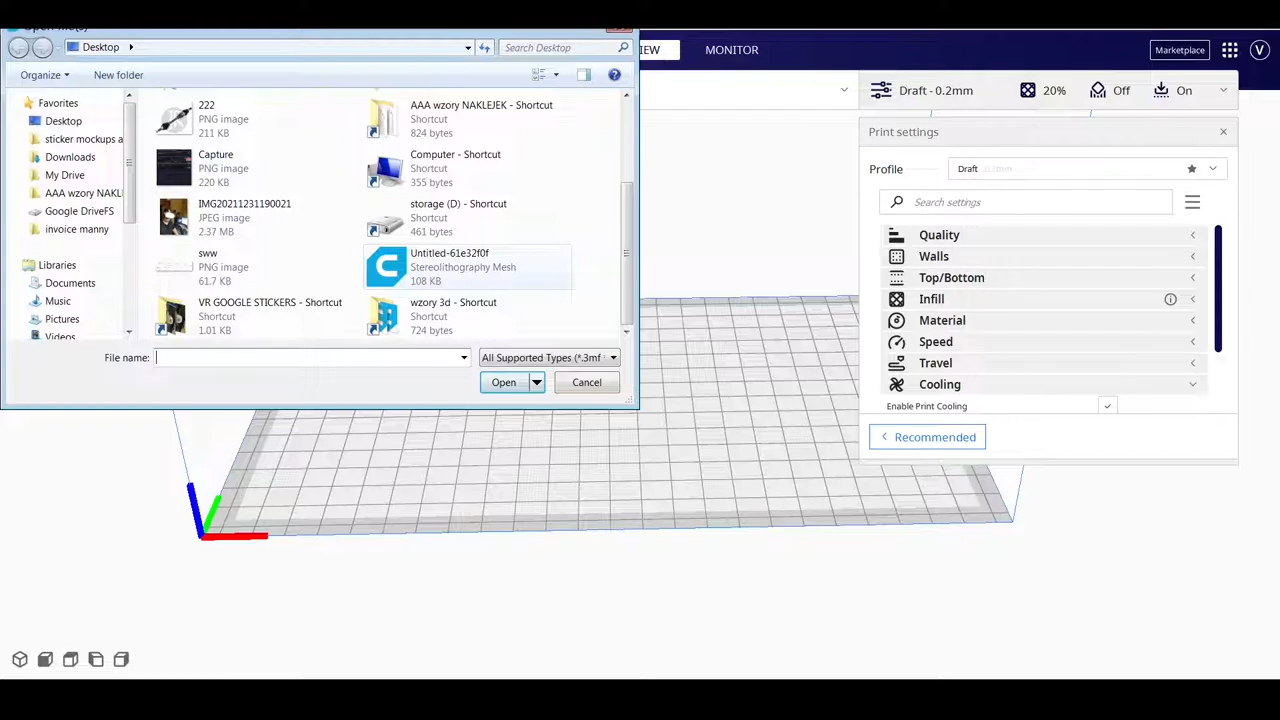 Desktop
Search Desktop
Organize
New folder
Favorites
Desktop
sticker mockups a
Downloads
My Drive
AAA wzory NAKL
Google DriveFS
invoice manny
Libraries
Documents
Music
Pictures
Videos
222
PNG image
211 KB
Capture
PNG image
220 KB
IMG20211231190021
JPEG image
2.37 MB
sww
PNG image
61.7 KB
VR GOOGLE STICKERS - Shortcut
Shortcut
1.01 KB
AAA wzory NAKLEJEK - Shortcut
Shortcut
824 bytes
Computer - Shortcut
Shortcut
355 bytes
storage (D) - Shortcut
Shortcut
461 bytes
Untitled-61e32f0f
Stereolithography Mesh
108 KB
wzory 3d - Shortcut
Shortcut
724 bytes
File name:
All Supported Types (*.3mf
Open
Cancel
EW
MONITOR
Marketplace
V
Draft - 0.2mm
20%
Off
On
Print settings
Profile
Draft - 0.2mm
Search settings
Quality
Walls
Top/Bottom
Infill
Material
Speed
Travel
Cooling
Enable Print Cooling
Recommended